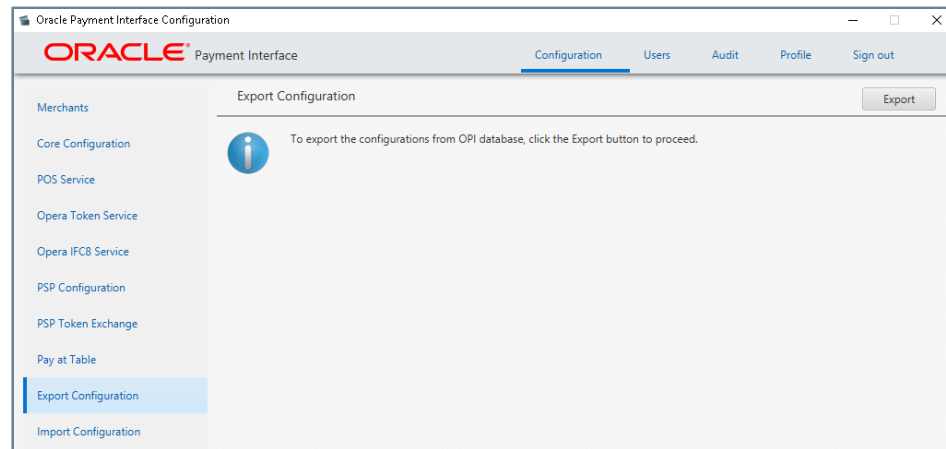 Oracle Payment Interface Configuration
ORACLE Payment Interface
Configuration Users Audit Profile Sign out
Merchants
Core Configuration
POS Service
Opera Token Service
Opera IFC8 Service
PSP Configuration
PSP Token Exchange
Pay at Table
Export Configuration
Import Configuration
Export Configuration
Export
To export the configurations from OPI database, click the Export button to proceed.